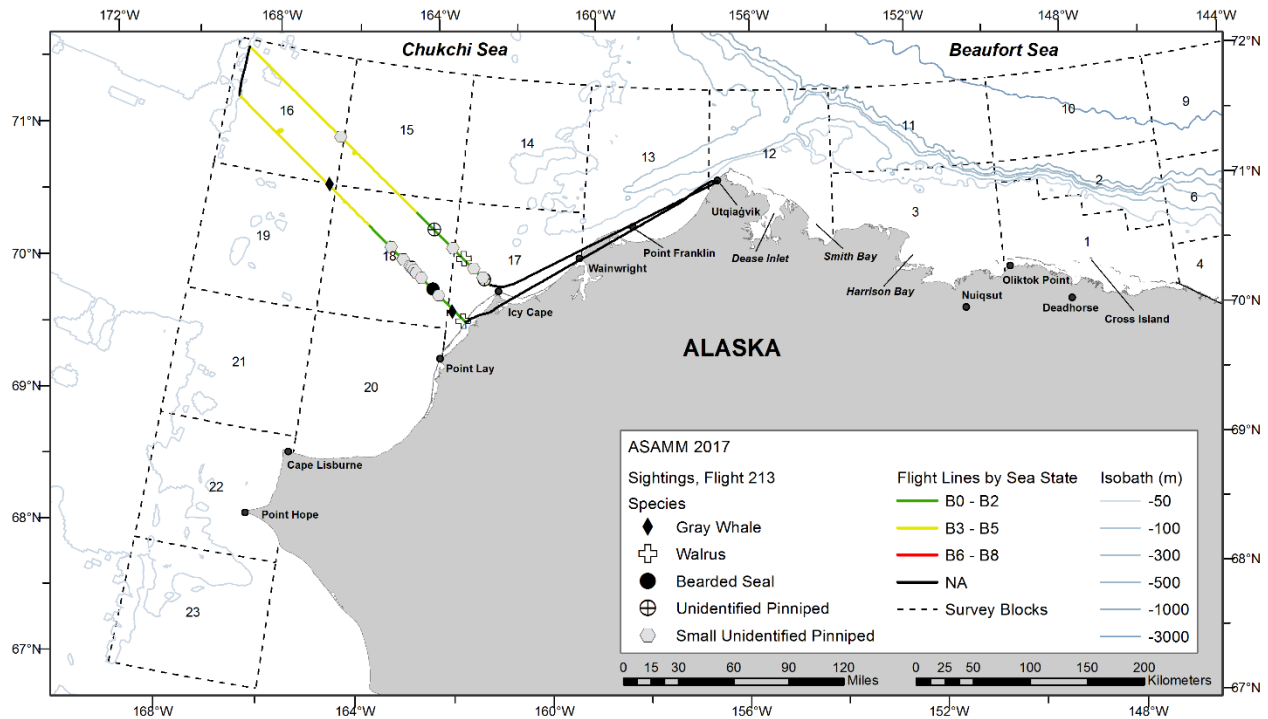 172°W 168°W 164°W 160°W 156°W 152°W 148°W 144°W
Chukchi Sea Beaufort Sea
72°N
71°N
71°N
70°N
70°N
69°N
69°N
68°N
68°N
67°N
67°N
16
15
14
13
12
11
10
9
2
6
3
1
4
19
18
17
21
20
22
23
Utqiaġvik
Point Franklin
Wainwright
Dease Inlet
Smith Bay
Harrison Bay
Oliktok Point
Nuiqsut
Deadhorse
Cross Island
Icy Cape
Point Lay
ALASKA
Cape Lisburne
Point Hope
ASAMM 2017
Sightings, Flight 213
Species
Gray Whale
Walrus
Bearded Seal
Unidentified Pinniped
Small Unidentified Pinniped
Flight Lines by Sea State
B0 - B2
B3 - B5
B6 - B8
NA
Survey Blocks
Isobath (m)
-50
-100
-300
-500
-1000
-3000
0 15 30 60 90 120
Miles
0 25 50 100 150 200
Kilometers
168°W 164°W 160°W 156°W 152°W 148°W